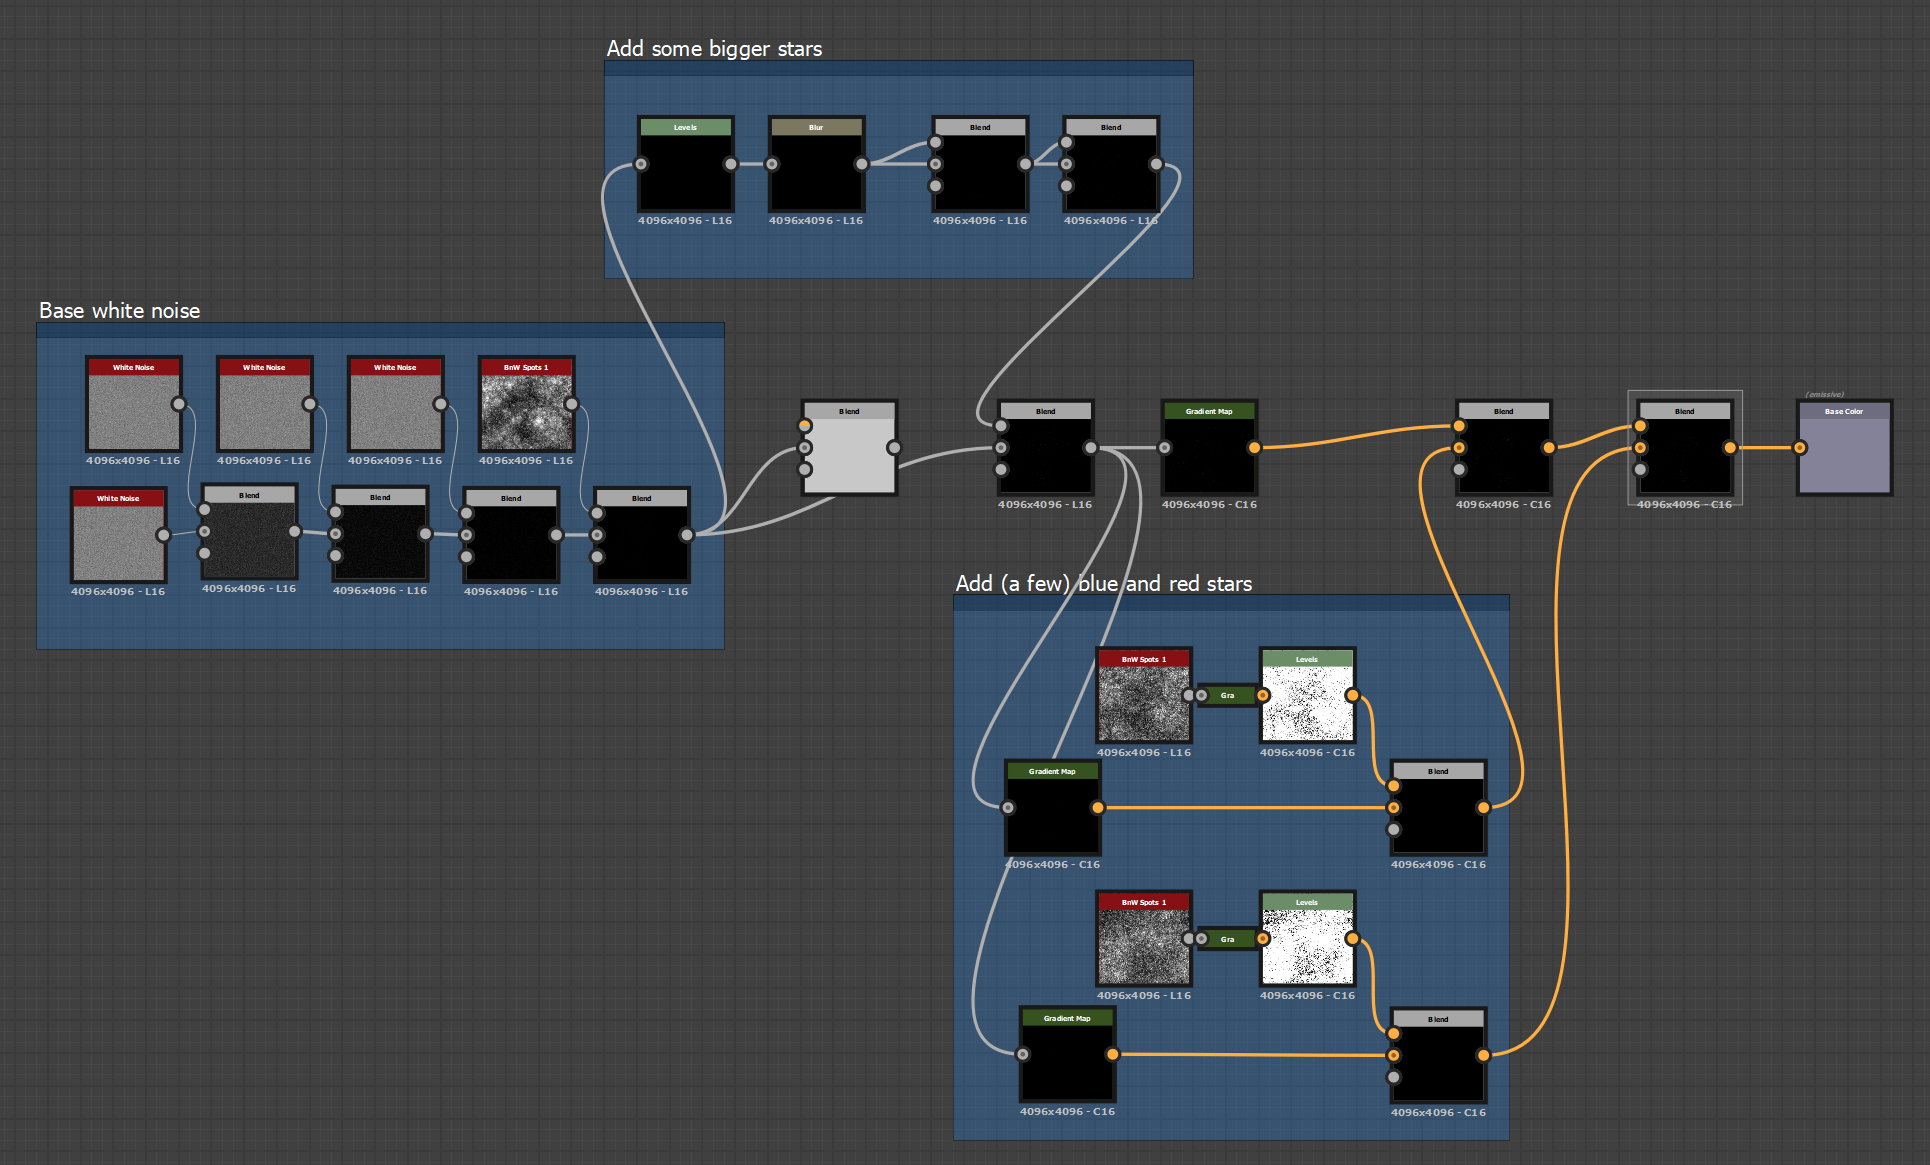 Add some bigger stars
Levels
Blur
Blend
Blend
4096x4096 - L16
4096x4096 - L16
4096x4096 - L16
4096x4096 - L16
Base white noise
White Noise
White Noise
White Noise
BnW Spots 1
4096x4096 - L16
4096x4096 - L16
4096x4096 - L16
4096x4096 - L16
White Noise
Blend
Blend
Blend
Blend
4096x4096 - L16
4096x4096 - L16
4096x4096 - L16
4096x4096 - L16
4096x4096 - L16
Blend
Blend
Gradient Map
Blend
Blend
(emissive)
Base Color
4096x4096 - L16
4096x4096 - C16
4096x4096 - C16
4096x4096 - C16
Add (a few) blue and red stars
BnW Spots 1
Gra
Levels
4096x4096 - L16
4096x4096 - C16
Gradient Map
Blend
4096x4096 - C16
4096x4096 - C16
BnW Spots 1
Gra
Levels
4096x4096 - L16
4096x4096 - C16
Gradient Map
Blend
4096x4096 - C16
4096x4096 - C16